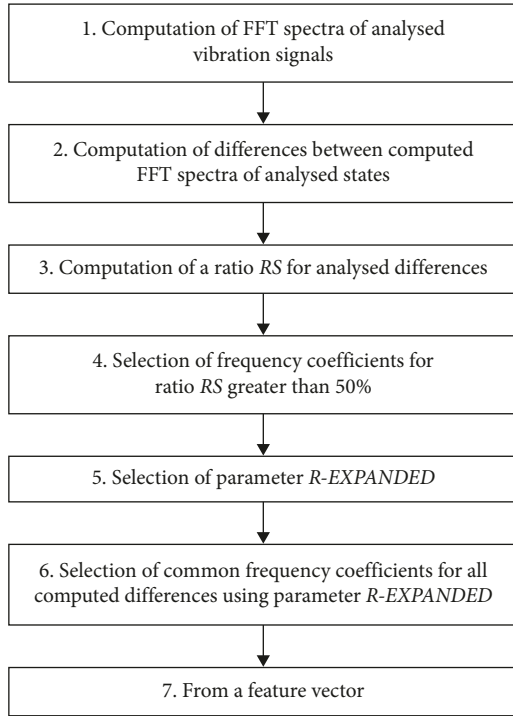 1. Computation of FFT spectra of analysed
vibration signals
2. Computation of differences between computed
FFT spectra of analysed states
3. Computation of a ratio RS for analysed differences
4. Selection of frequency coefficients for
ratio RS greater than 50%
5. Selection of parameter R-EXPANDED
6. Selection of common frequency coefficients for all
computed differences using parameter R-EXPANDED
7. From a feature vector